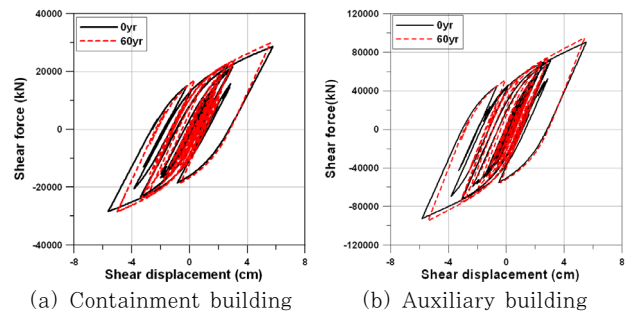 40000
20000
0
-20000
-40000
Shear force (kN)
0yr
60yr
-8
-4
0
4
8
Shear displacement (cm)
(a) Containment building
120000
80000
40000
0
-40000
-80000
-120000
Shear force(kN)
0yr
60yr
-8
-4
0
4
8
Shear displacement (cm)
(b) Auxiliary building